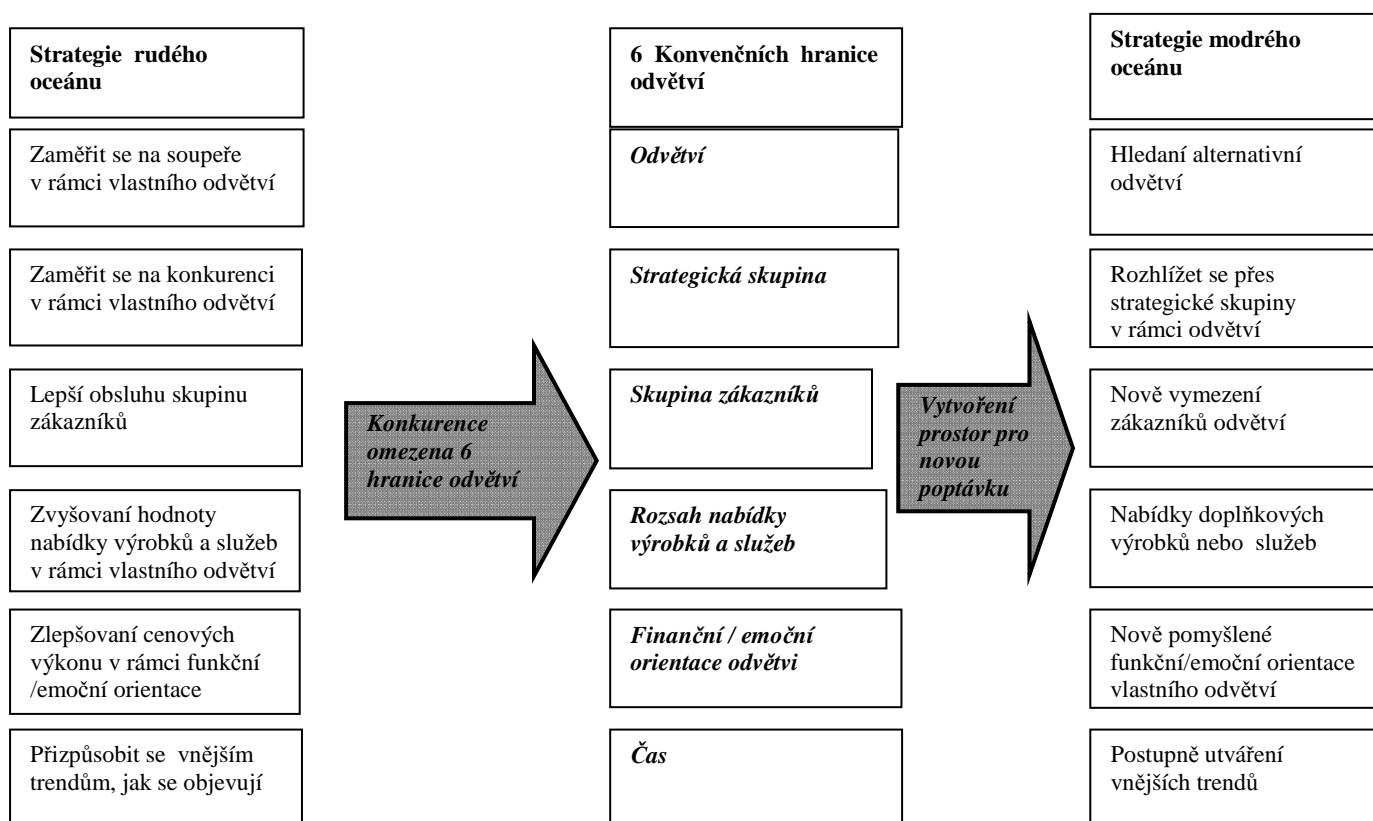 Strategie rudého
oceánu
6 Konvenčních hranice
odvětví
Strategie modrého
oceánu
Zaměřit se na soupeře
v rámci vlastního odvětví
Odvětví
Hledaní alternativní
odvětví
Zaměřit se na konkurenci
v rámci vlastního odvětví
Strategická skupina
Rozhlížet se přes
strategické skupiny
v rámci odvětví
Lepší obsluhu skupinu
zákazníků
Konkurence
omezena 6
hranice odvětví
Skupina zákazníků
Vytvoření
prostor pro
novou
poptávku
Nově vymezení
zákazníků odvětví
Zvyšovaní hodnoty
nabídky výrobků a služeb
v rámci vlastního odvětví
Rozsah nabídky
výrobků a služeb
Nabídky doplňkových
výrobků nebo služeb
Zlepšovaní cenových
výkonu v rámci funkční
/emoční orientace
Finanční / emoční
orientace odvětvi
Nově pomyšlené
funkční/emoční orientace
vlastního odvětví
Přizpůsobit se vnějším
trendům, jak se objevují
Čas
Postupně utváření
vnějších trendů